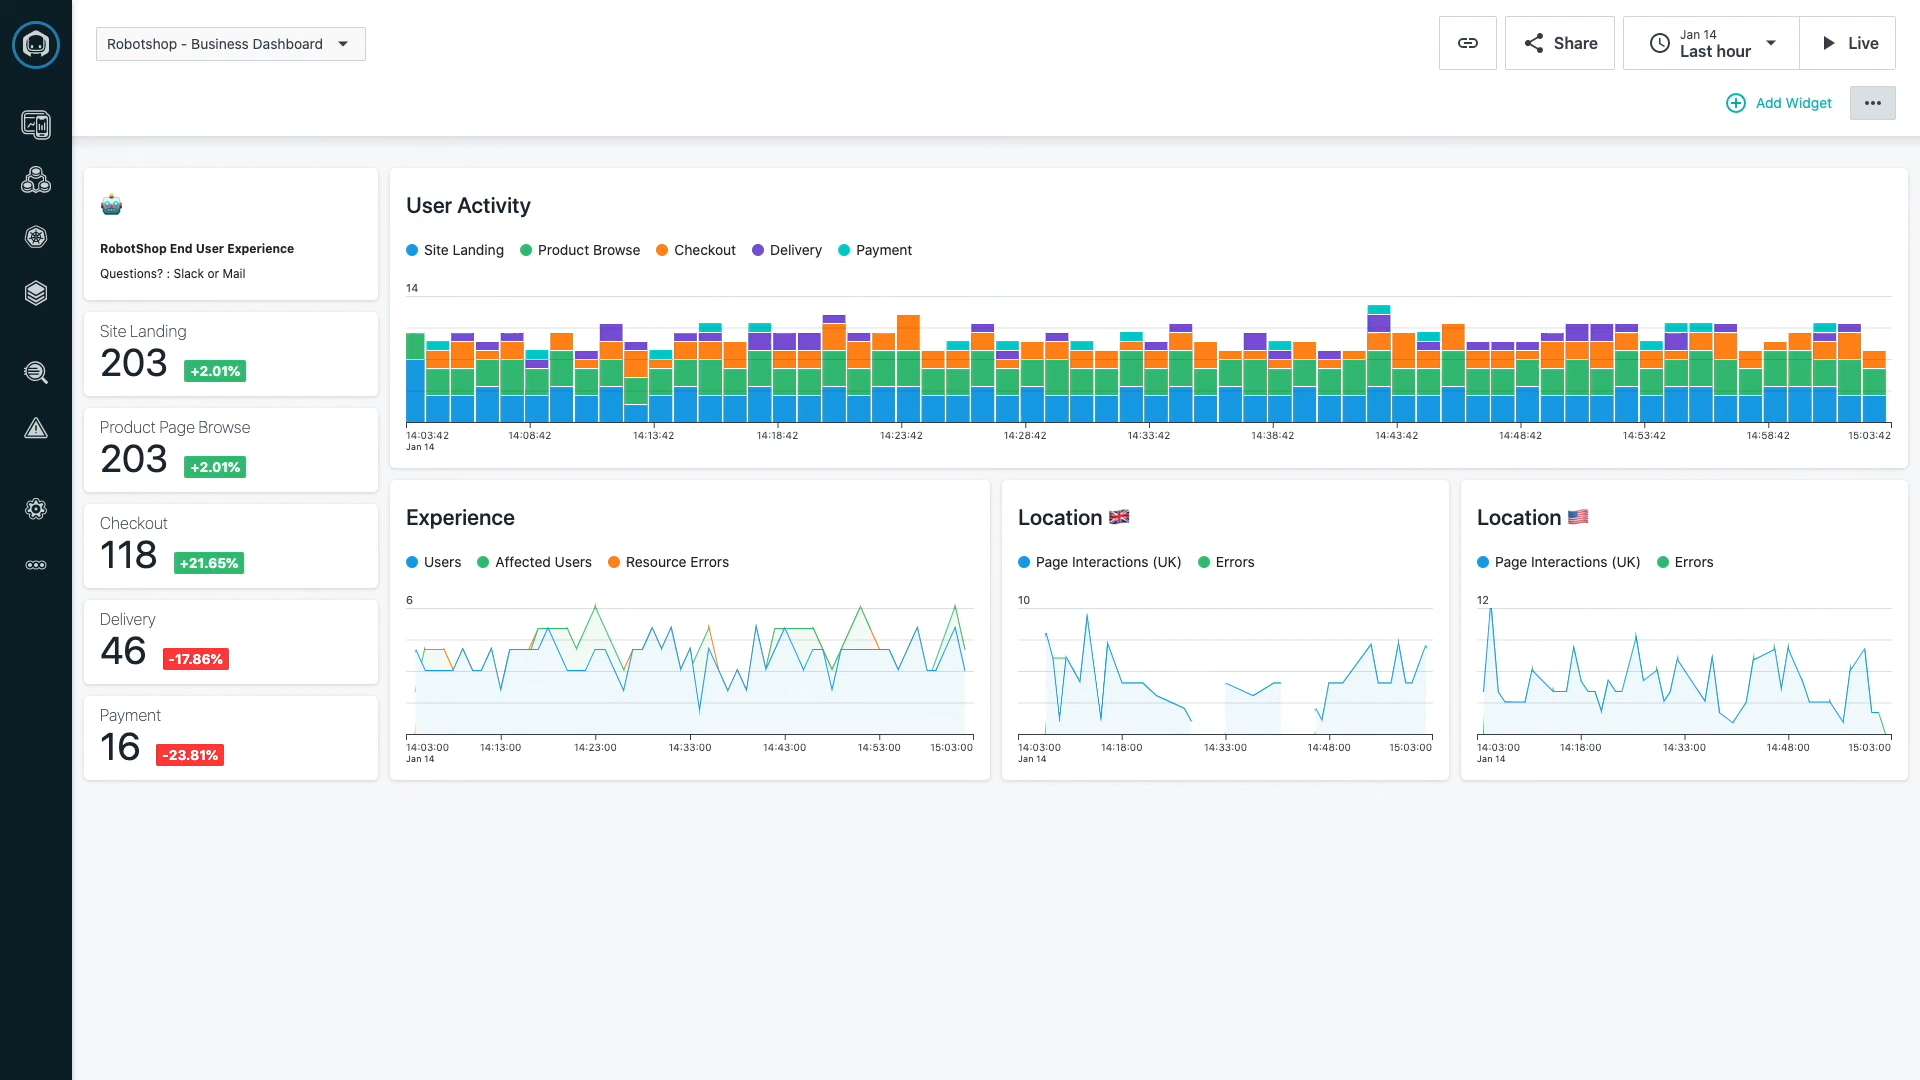 Robotshop - Business Dashboard
Share
Jan 14
Last hour
Live
Add Widget
RobotShop End User Experience
Questions? : Slack or Mail
Site Landing
203 +2.01%
Product Page Browse
203 +2.01%
Checkout
118 +21.65%
Delivery
46 -17.86%
Payment
16 -23.81%
User Activity
Site Landing Product Browse Checkout Delivery Payment
14
14:03:42 14:08:42 14:13:42 14:18:42 14:23:42 14:28:42 14:33:42 14:38:42 14:43:42 14:48:42 14:53:42 14:58:42 15:03:42
Jan 14
Experience
Users Affected Users Resource Errors
6
14:03:00 14:13:00 14:23:00 14:33:00 14:43:00 14:53:00 15:03:00
Jan 14
Location
Page Interactions (UK) Errors
10
14:03:00 14:18:00 14:33:00 14:48:00 15:03:00
Jan 14
Location
Page Interactions (UK) Errors
12
14:03:00 14:18:00 14:33:00 14:48:00 15:03:00
Jan 14